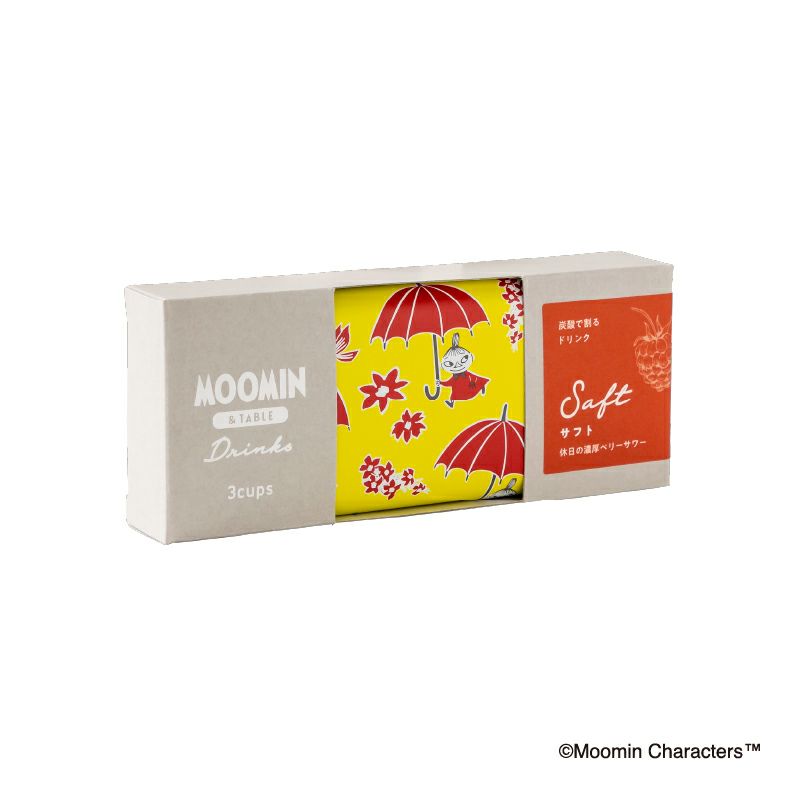 MOOMIN
& TABLE
Drinks
3cups
炭酸で割る
ドリンク
Saft
サフト
休日の濃厚ベリーサワー
©Moomin Characters™